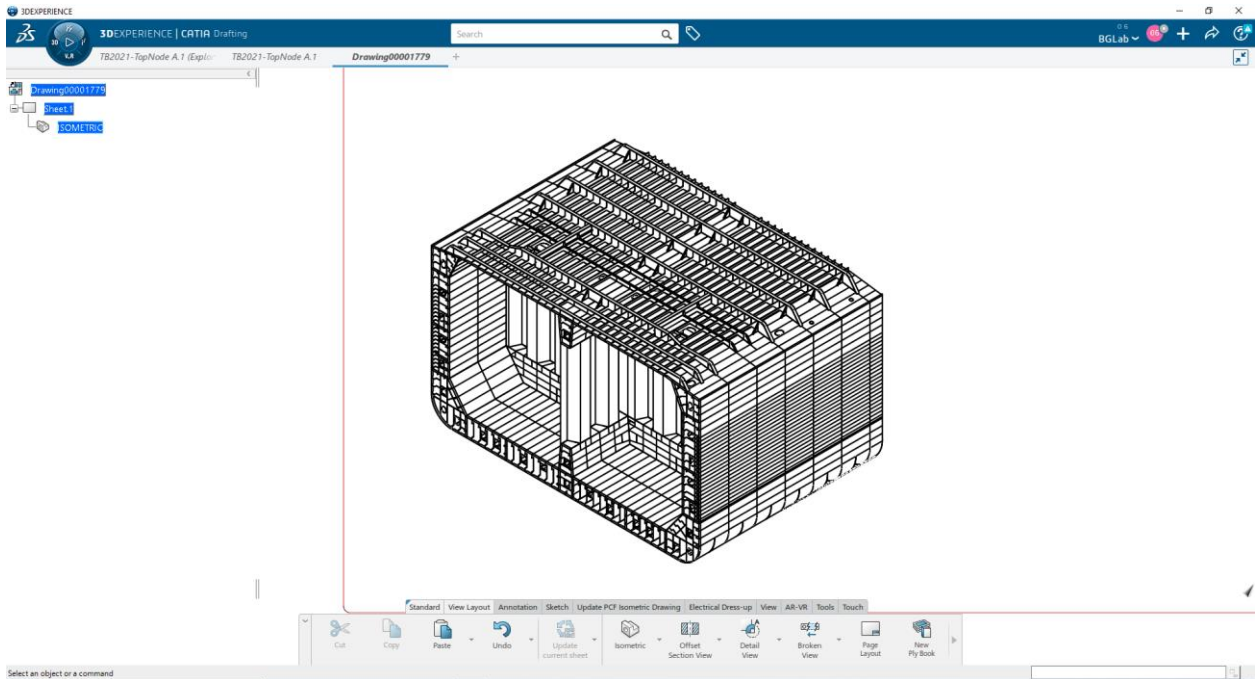 3DEXPERIENCE
3DEXPERIENCE | CATIA Drafting
Search
BGLab
V.R
3D
TB2021-TopNode A.1 (Explo
TB2021-TopNode A.1
Drawing00001779
Drawing00001779
Sheet.1
ISOMETRIC
Standard View Layout Annotation Sketch Update PCF Isometric Drawing Electrical Dress-up View AR-VR Tools Touch
Cut
Copy
Paste
Undo
Update current sheet
Isometric
Offset Section View
Detail View
Broken View
Page Layout
New Ply Book
Select an object or a command